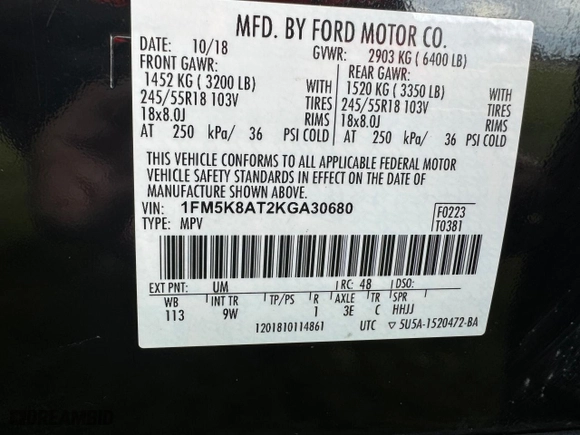 MFD. BY FORD MOTOR CO.
DATE: 10/18 GVWR: 2903 KG ( 6400 LB)
FRONT GAWR: REAR GAWR:
1452 KG ( 3200 LB) WITH 1520 KG ( 3350 LB) WITH
245/55R18 103V TIRES 245/55R18 103V TIRES
18x8.0J RIMS 18x8.0J RIMS
AT 250 kPa/ 36 PSI COLD AT 250 kPa/ 36 PSI COLD
THIS VEHICLE CONFORMS TO ALL APPLICABLE FEDERAL MOTOR
VEHICLE SAFETY STANDARDS IN EFFECT ON THE DATE OF
MANUFACTURE SHOWN ABOVE.
VIN: 1FM5K8AT2KGA30680 F0223
TYPE: MPV T0381
EXT PNT: UM RC: 48 DSO:
WB INT TR TP/PS R AXLE TR SPR
113 9W 1 3E C HHJJ
1201810114861 UTC 5U5A-1520472-BA